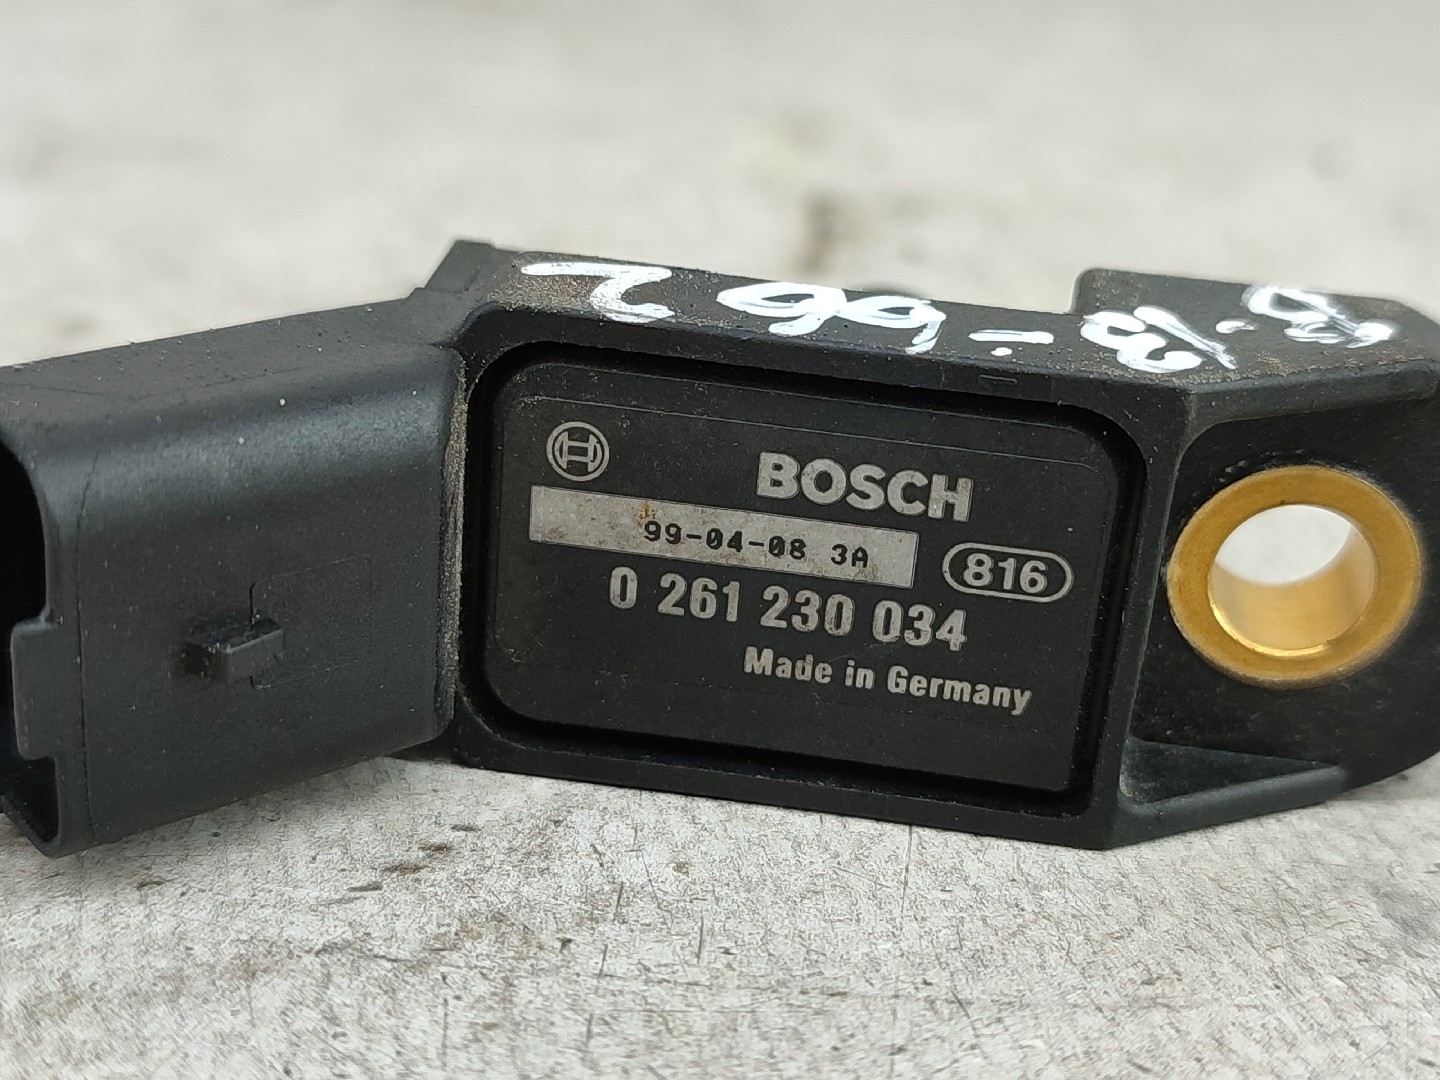 BOSCH
99-04-08 3A
816
0 261 230 034
Made in Germany